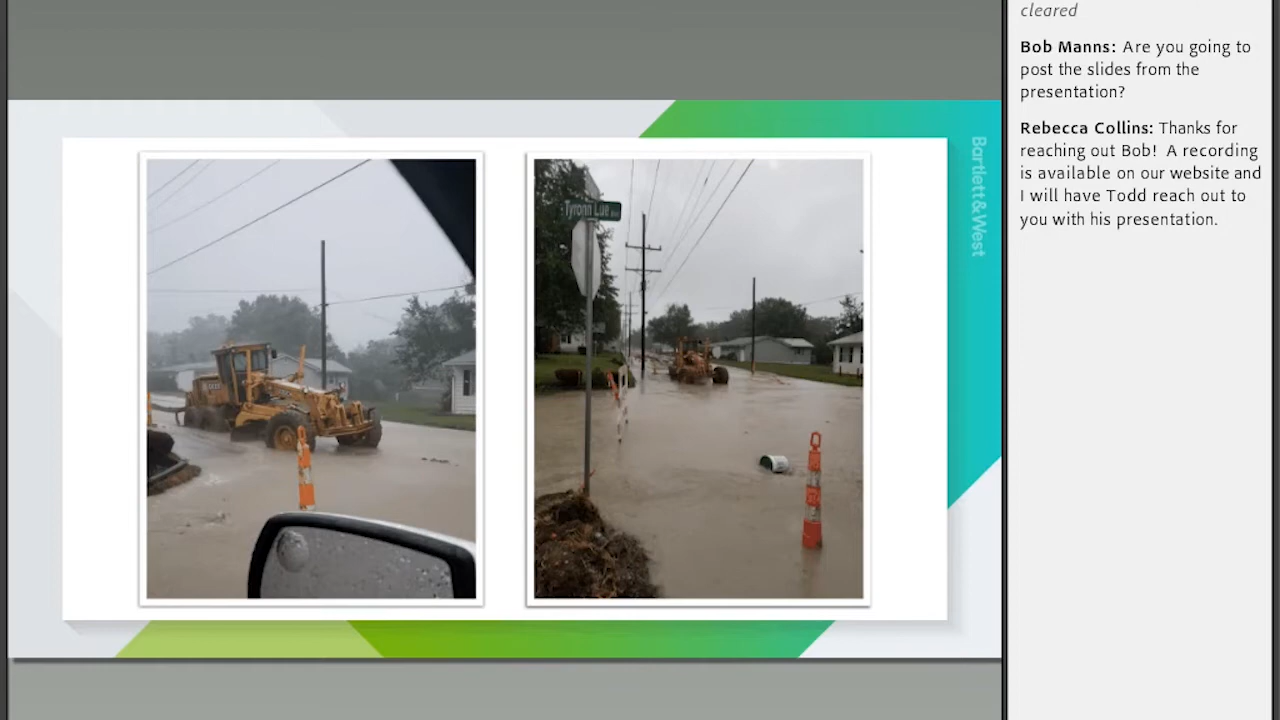 Tyronn Lue
Bartlett&West
cleared
Bob Manns: Are you going to
post the slides from the
presentation?
Rebecca Collins: Thanks for
reaching out Bob!  A recording
is available on our website and
I will have Todd reach out to
you with his presentation.